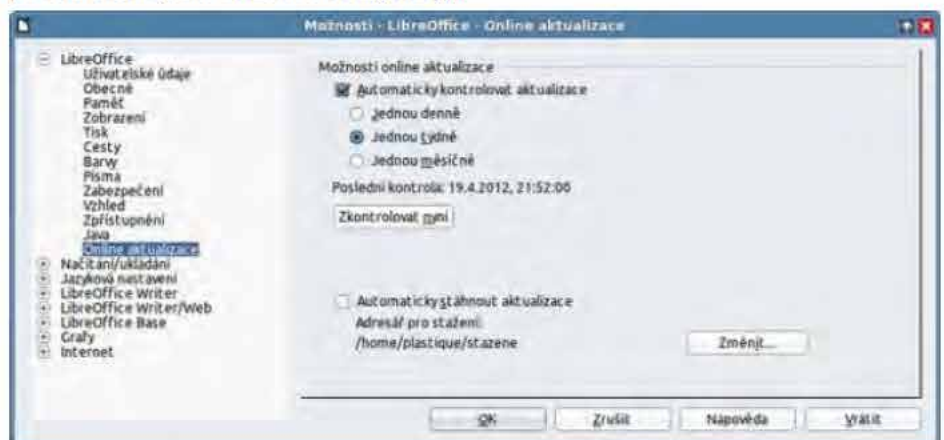 Možnosti - LibreOffice - Online aktualizace
LibreOffice
Uživatelské údaje
Obecné
Paměť
Zobrazení
Tisk
Cesty
Barvy
Písma
Zabezpečení
Vzhled
Zpřístupnění
Java
Online aktualizace
Načítání/ukládání
Jazyková nastavení
LibreOffice Writer
LibreOffice Writer/Web
LibreOffice Base
Grafy
Internet
Možnosti online aktualizace
Automaticky kontrolovat aktualizace
Jednou denně
Jednou týdně
Jednou měsíčně
Poslední kontrola: 19.4.2012, 21:52:06
Zkontrolovat nyní
Automaticky stáhnout aktualizace
Adresář pro stažení:
/home/plastique/stazene
Změnit...
OK
Zrušit
Nápověda
Vrátit